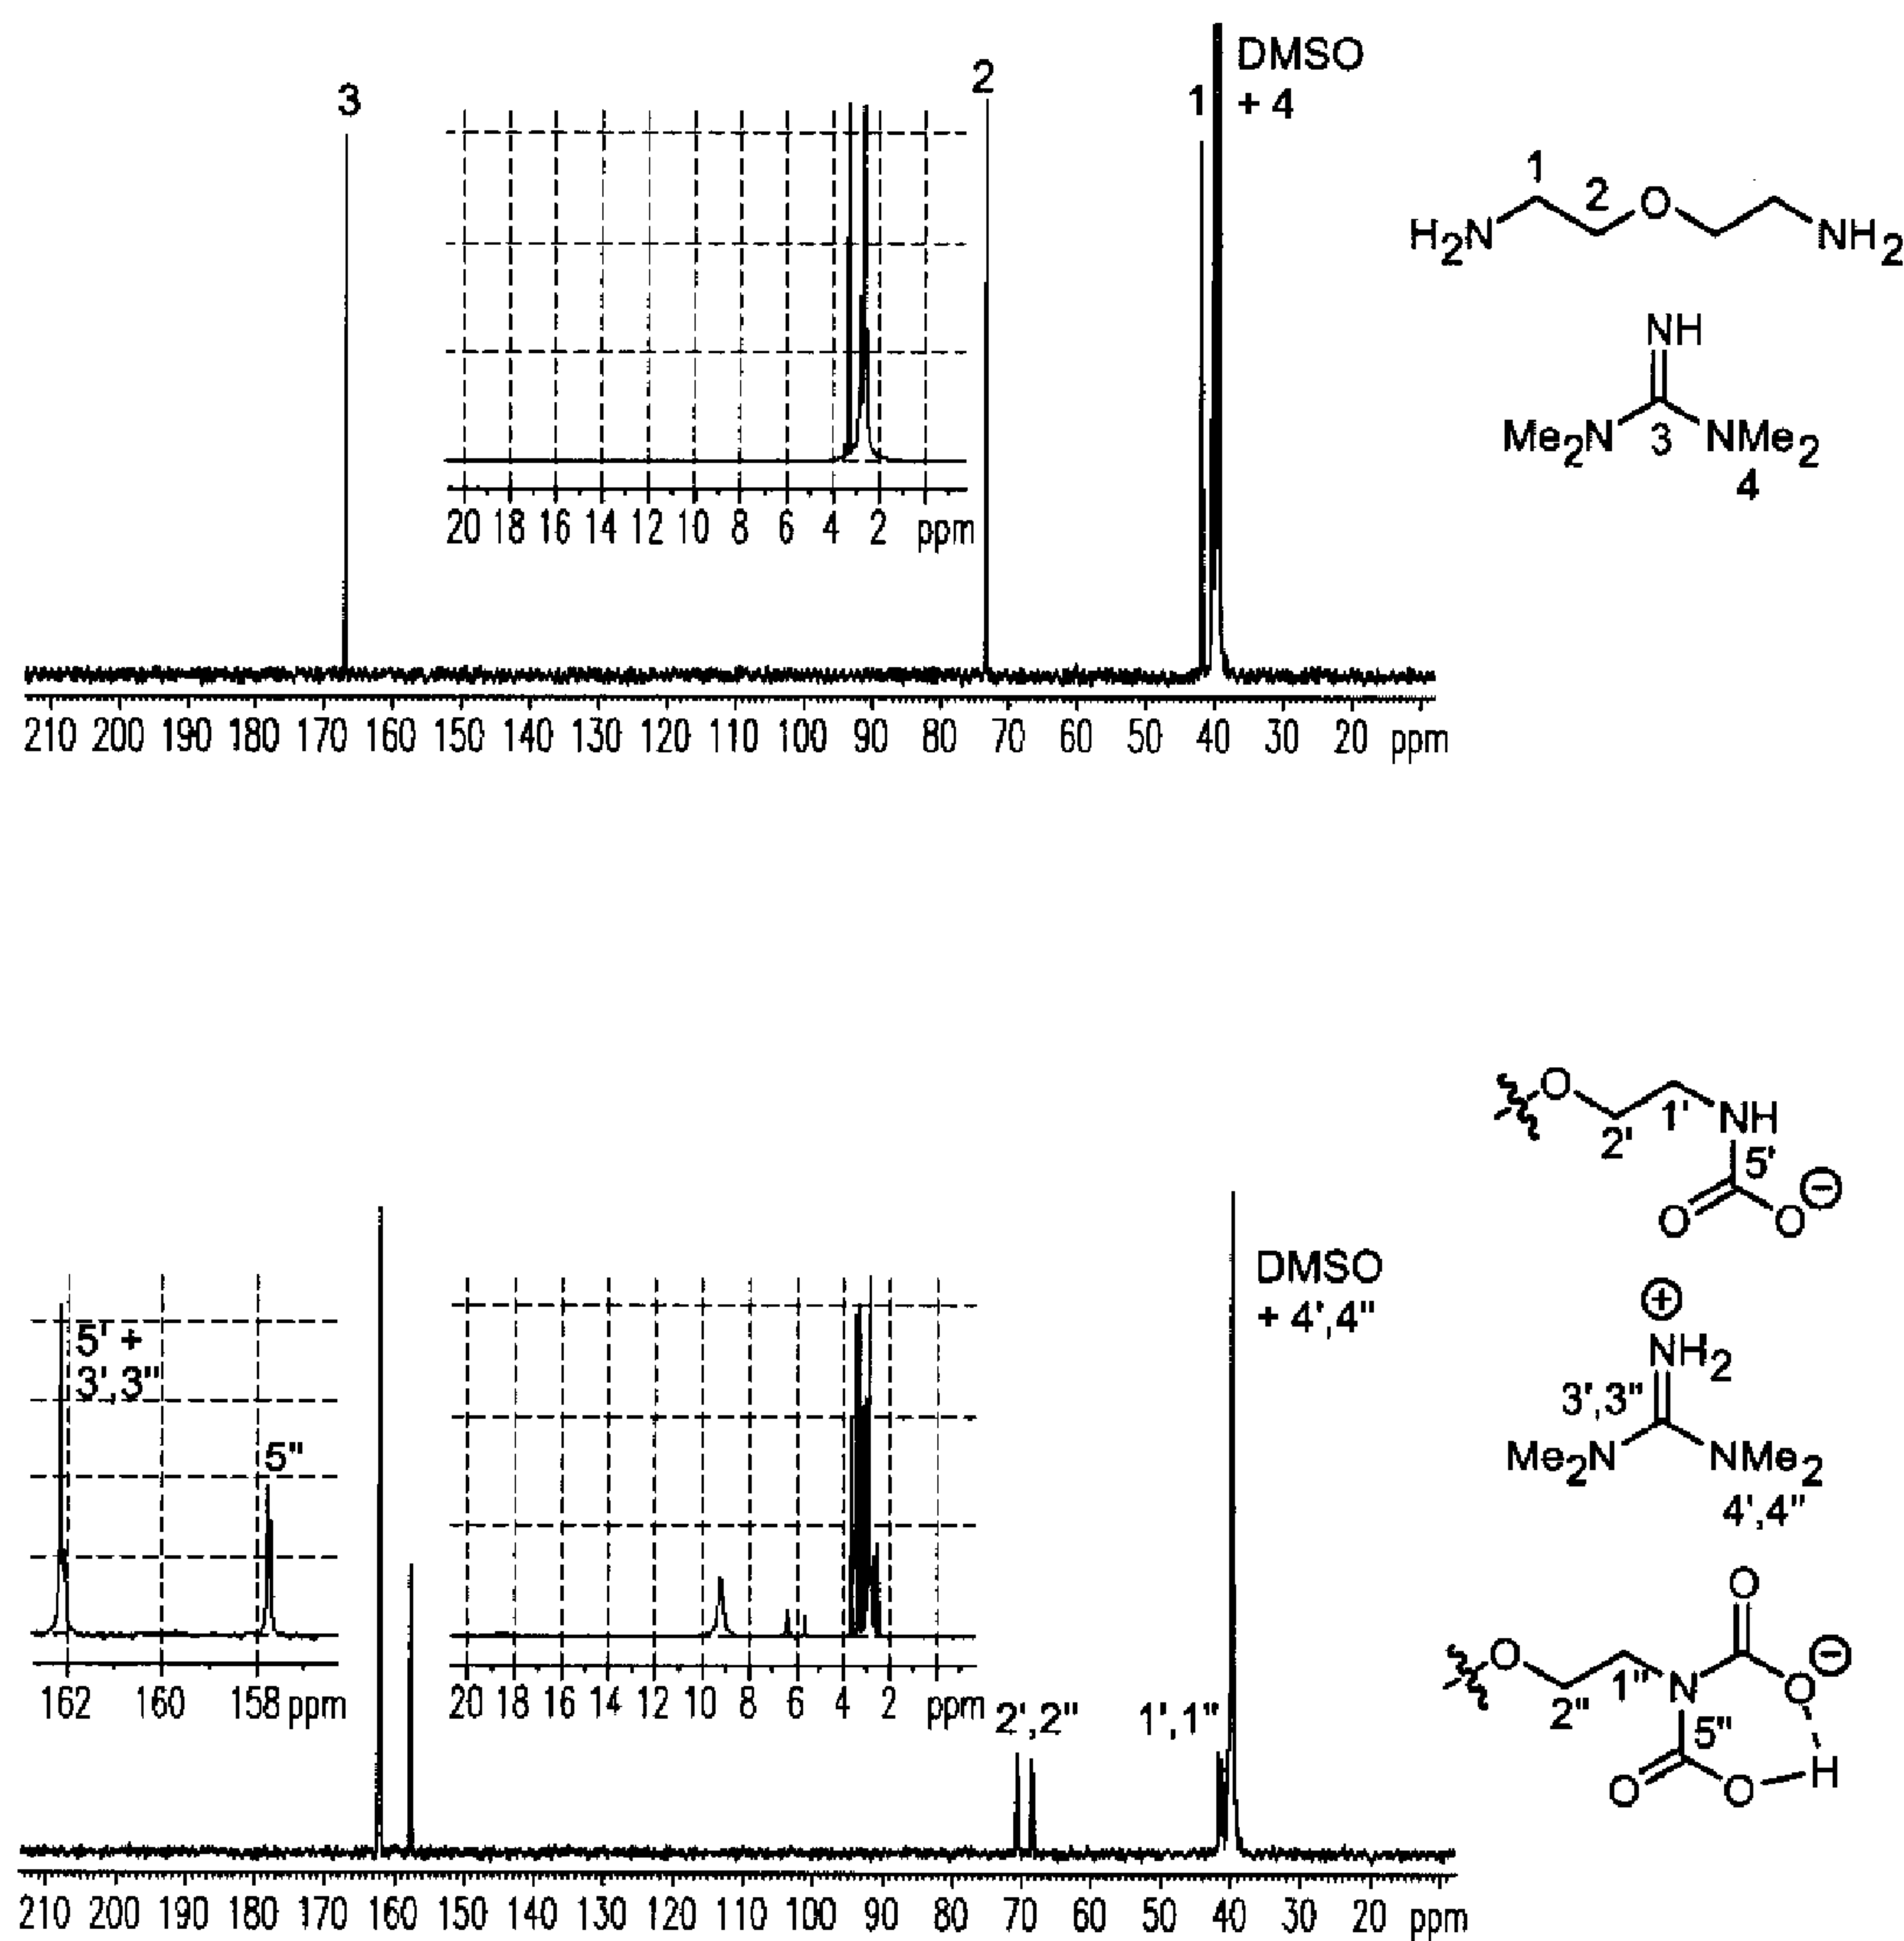 3
2
1
DMSO
+ 4
20 18 16 14 12 10 8 6 4 2 ppm
210 200 190 180 170 160 150 140 130 120 110 100 90 80 70 60 50 40 30 20 ppm
1
2
O
H2N
NH2
NH
Me2N
3
NMe2
4
5' +
3',3"
5"
162 160 158 ppm
20 18 16 14 12 10 8 6 4 2 ppm
2',2"
1',1"
DMSO
+ 4',4"
210 200 190 180 170 160 150 140 130 120 110 100 90 80 70 60 50 40 30 20 ppm
O
1'
NH
2'
5'
O
O⊖
⊕
NH2
3',3"
Me2N
NMe2
4',4"
O
O
1"
N
O⊖
2"
5"
O
O
H